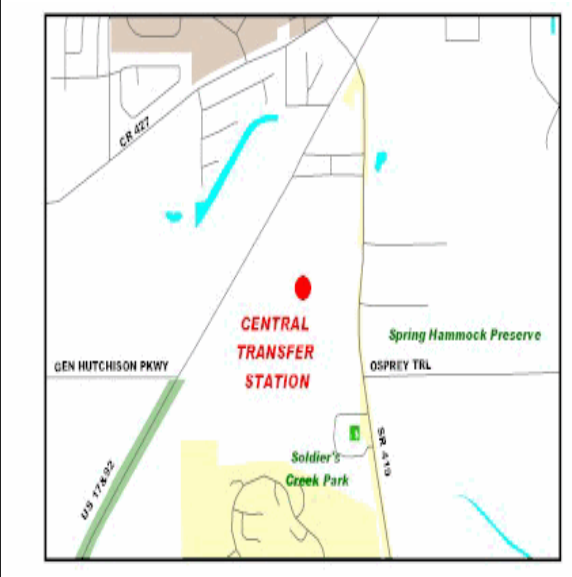 CR 427
CENTRAL
TRANSFER
STATION
Spring Hammock Preserve
GEN HUTCHISON PKWY
OSPREY TRL
SR 419
Soldier's
Creek Park
US 17&92